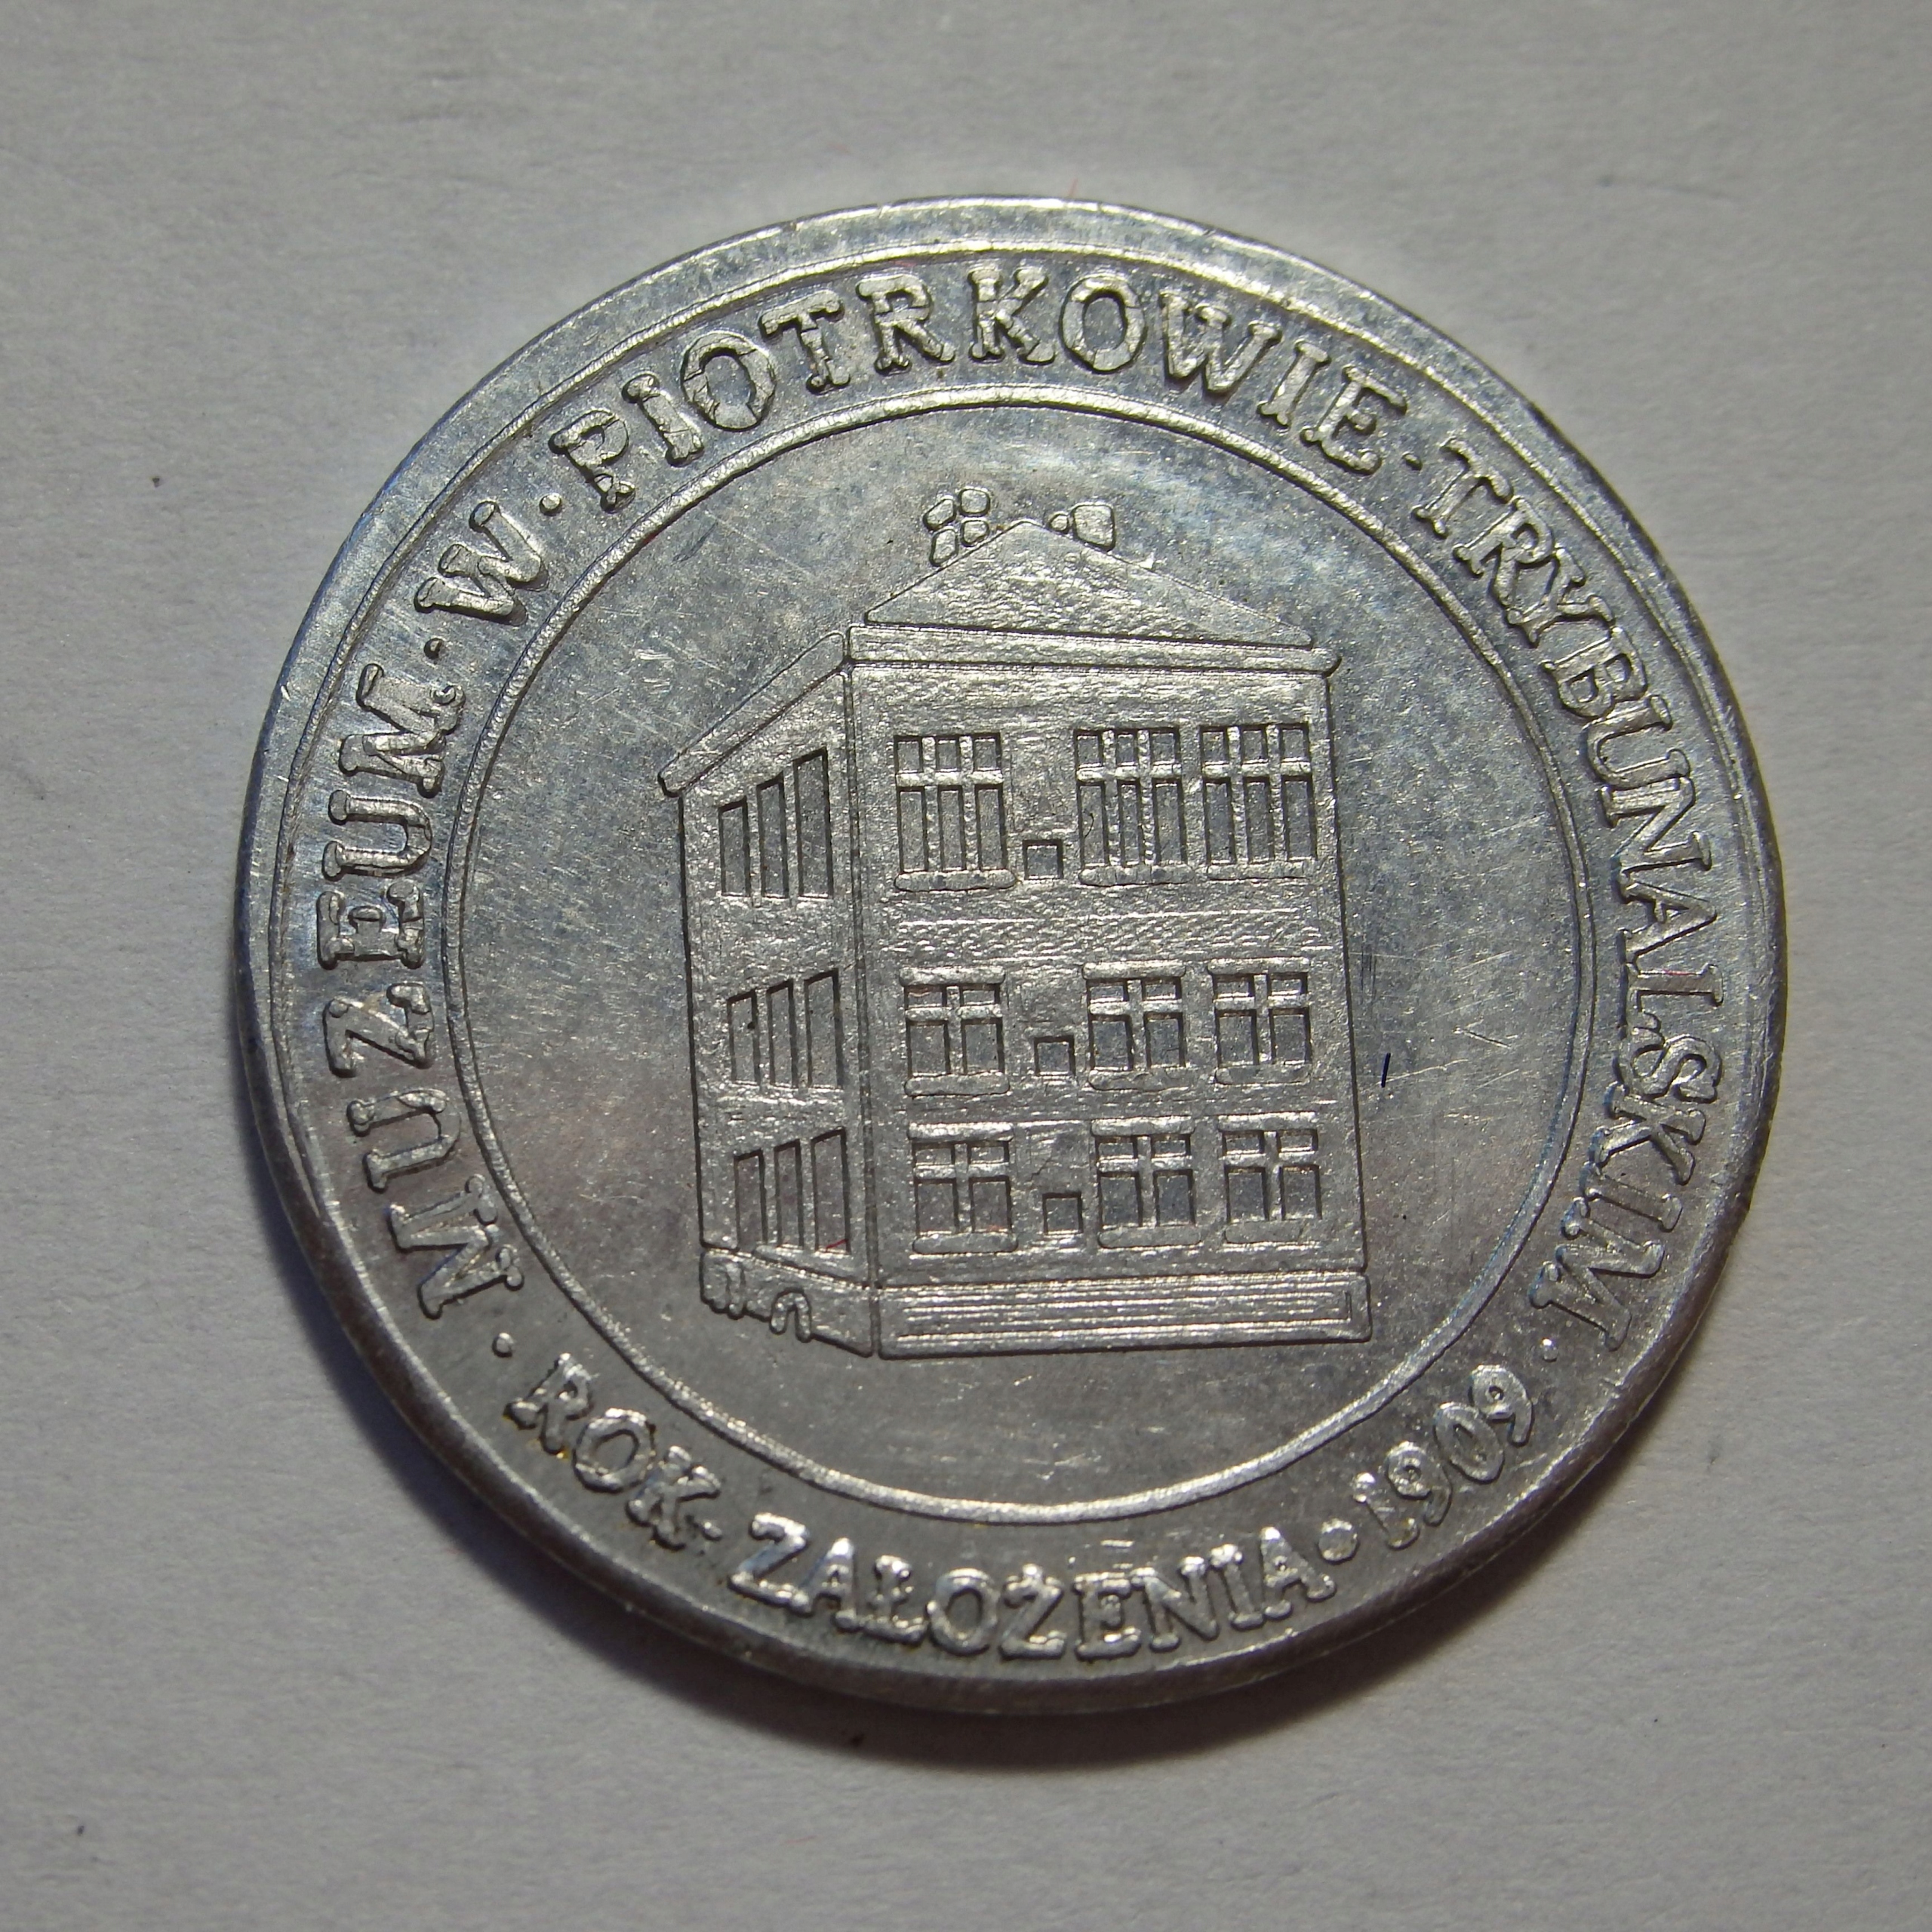 MUZEUM · W · PIOTRKOWIE · TRYBUNALSKIM ·
ROK · ZAŁOŻENIA · 1909